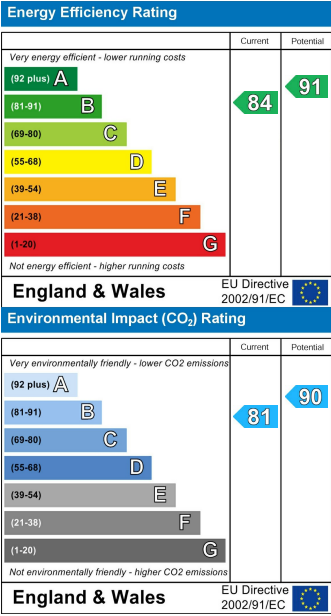 Energy Efficiency Rating
Current Potential
Very energy efficient - lower running costs
(92 plus) A
91
(81-91) B
84
(69-80) C
(55-68) D
(39-54) E
(21-38) F
(1-20) G
Not energy efficient - higher running costs
England & Wales
EU Directive
2002/91/EC
Environmental Impact (CO₂) Rating
Current Potential
Very environmentally friendly - lower CO2 emissions
(92 plus) A
90
(81-91) B
81
(69-80) C
(55-68) D
(39-54) E
(21-38) F
(1-20) G
Not environmentally friendly - higher CO2 emissions
England & Wales
EU Directive
2002/91/EC